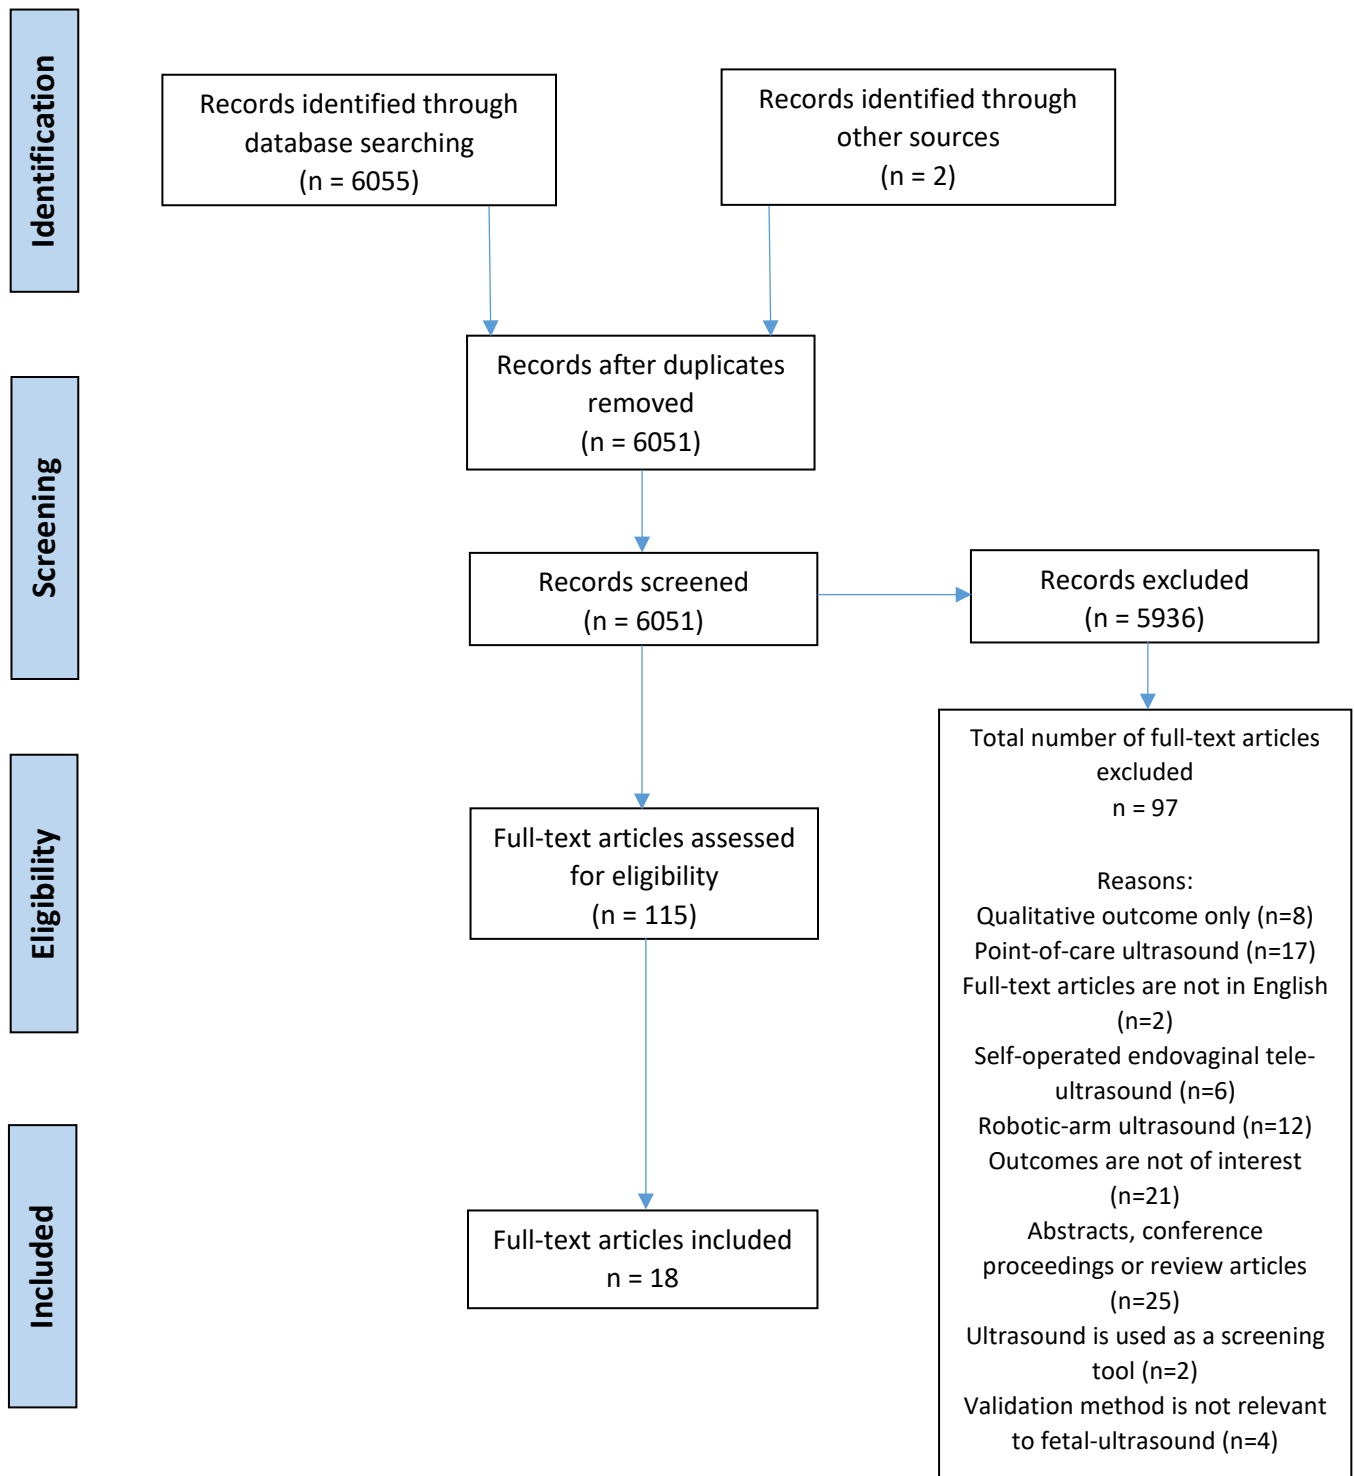 Identification
Records identified through
database searching
(n = 6055)
Records identified through
other sources
(n = 2)
Screening
Records after duplicates
removed
(n = 6051)
Records screened
(n = 6051)
Records excluded
(n = 5936)
Eligibility
Full-text articles assessed
for eligibility
(n = 115)
Total number of full-text articles
excluded
n = 97
Reasons:
Qualitative outcome only (n=8)
Point-of-care ultrasound (n=17)
Full-text articles are not in English
(n=2)
Self-operated endovaginal tele-
ultrasound (n=6)
Robotic-arm ultrasound (n=12)
Outcomes are not of interest
(n=21)
Abstracts, conference
proceedings or review articles
(n=25)
Ultrasound is used as a screening
tool (n=2)
Validation method is not relevant
to fetal-ultrasound (n=4)
Included
Full-text articles included
n = 18